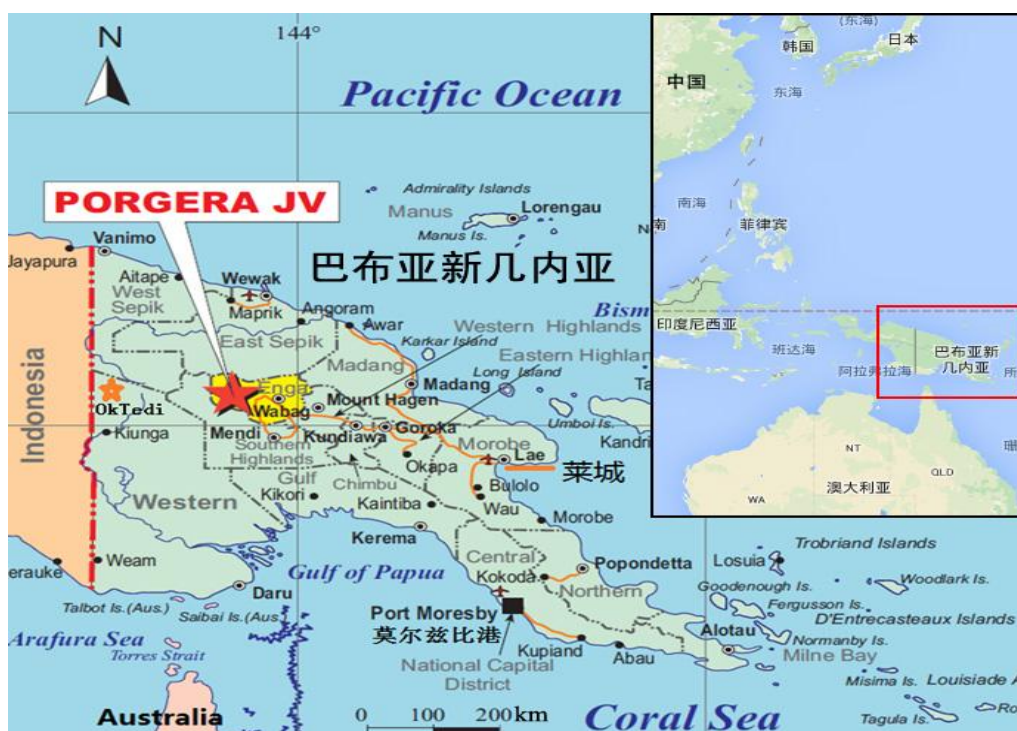 N
144°
Pacific Ocean
PORGERA JV
Admirality Islands
Manus
Lorengau
Manus Is.
Vanimo
Jayapura
巴布亚新几内亚
Aitape
Wewak
West
Sepik
Maprik
Angoram
Bism
Awar
Western Highlands
East Sepik
Karkar Island
Eastern Highlan
Madang
Long Island
Madang
Indonesia
OkTedi
Enga
Wabag
Mount Hagen
Umboi Is.
Kiunga
Mendi
Kundiawa
Goroka
Kandri
Southern
Highlands
Morobe
Lae
莱城
Okapa
Gulf
Chimbu
Bulolo
Western
Kikori
Kaintiba
Wau
Morobe
Kerema
Central
Weam
Gulf of Papua
Kokoda
Popondetta
Losuia
Trobriand Islands
erauke
Daru
Northern
Goodenough Is.
Woodlark Is.
Talbot Is.(Aus.)
Saibai Is.(Aus.)
Port Moresby
莫尔兹比港
Fergusson Is.
D'Entrecasteaux Islands
Arafura Sea
Torres Strait
Alotau
Normanby Is.
Kupiand
Abau
Milne Bay
National Capital
District
Misima Is.
Louisiade A
Australia
0 100 200km
Coral Sea
Tagula Is.
Ro
(东海)
韩国
日本
中国
东海
南海
南
菲律宾
印度尼西亚
班达海
巴布亚新
几内亚
阿拉弗拉海
所
NT
QLD
珊
WA
澳大利亚